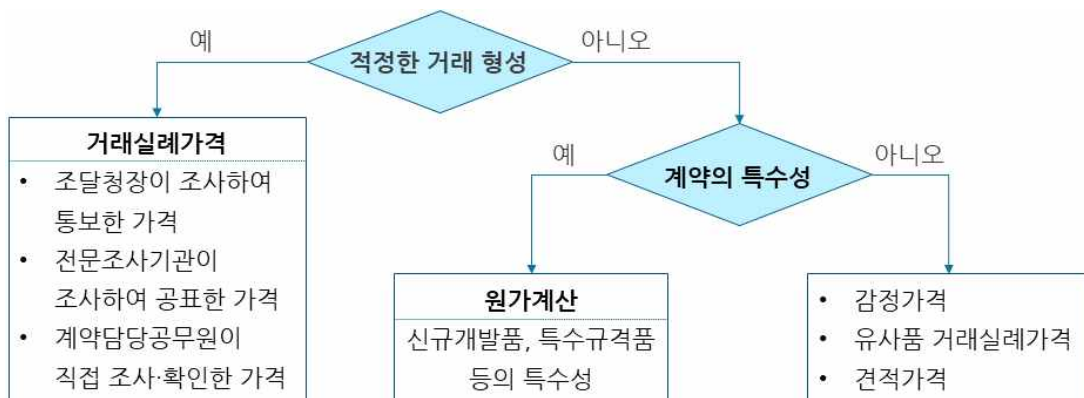 예
적정한 거래 형성
아니오
거래실례가격
• 조달청장이 조사하여
통보한 가격
• 전문조사기관이
조사하여 공표한 가격
• 계약담당공무원이
직접 조사·확인한 가격
예
계약의 특수성
아니오
원가계산
신규개발품, 특수규격품
등의 특수성
• 감정가격
• 유사품 거래실례가격
• 견적가격